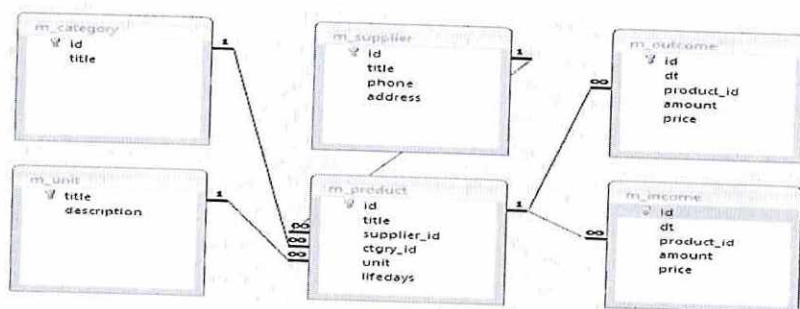 m_category
id
title
1
m_supplier
id
title
phone
address
1
m_outcome
id
dt
product_id
amount
price
∞
m_unit
title
description
1
m_product
id
title
supplier_id
ctgry_id
unit
lifedays
∞
∞
∞
1
m_income
id
dt
product_id
amount
price
∞